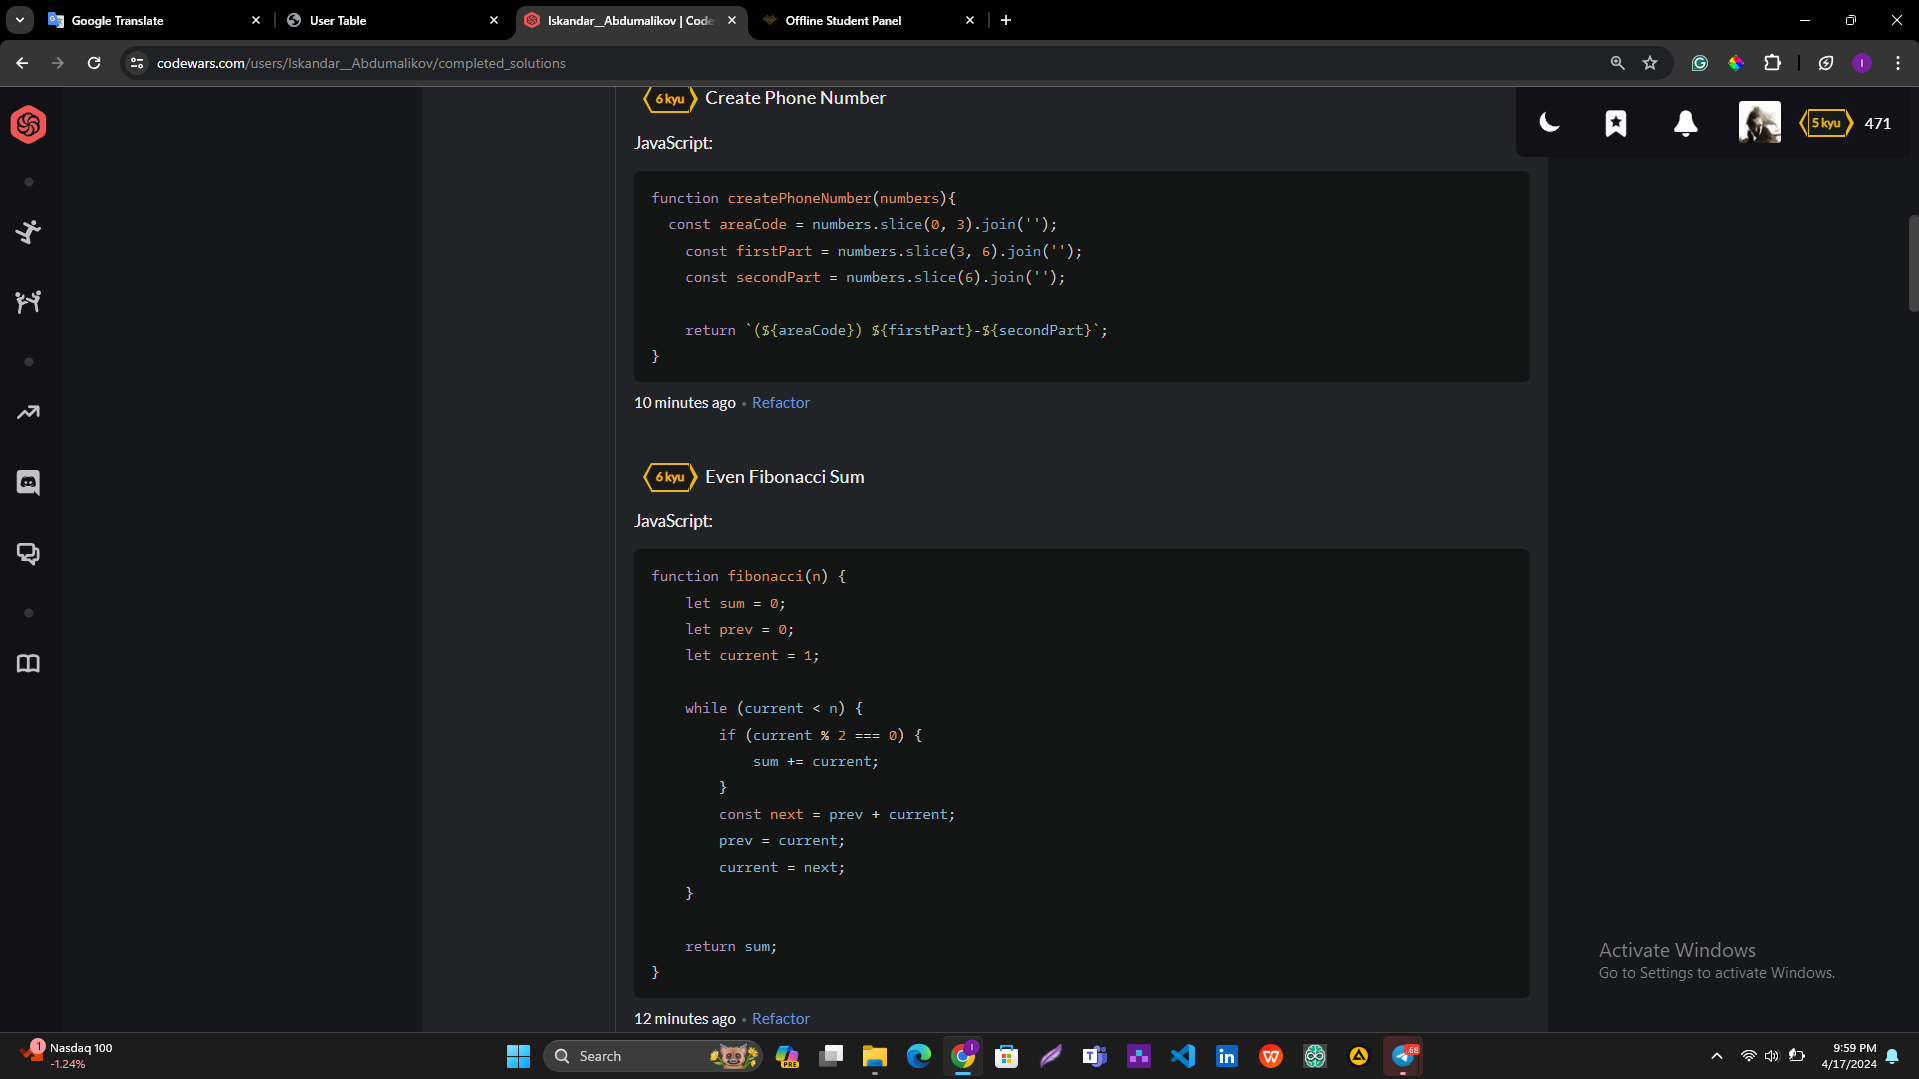 Google Translate
User Table
Iskandar__Abdumalikov | Code
Offline Student Panel
codewars.com/users/Iskandar__Abdumalikov/completed_solutions
I
6 kyu Create Phone Number
5 kyu 471
JavaScript:
function createPhoneNumber(numbers){
  const areaCode = numbers.slice(0, 3).join('');
    const firstPart = numbers.slice(3, 6).join('');
    const secondPart = numbers.slice(6).join('');
    return `(${areaCode}) ${firstPart}-${secondPart}`;
}
10 minutes ago • Refactor
6 kyu Even Fibonacci Sum
JavaScript:
function fibonacci(n) {
    let sum = 0;
    let prev = 0;
    let current = 1;
    while (current < n) {
        if (current % 2 === 0) {
            sum += current;
        }
        const next = prev + current;
        prev = current;
        current = next;
    }
    return sum;
}
12 minutes ago • Refactor
Activate Windows
Go to Settings to activate Windows.
1
Nasdaq 100
-1.24%
Search
PRE
I
.68
9:59 PM
4/17/2024